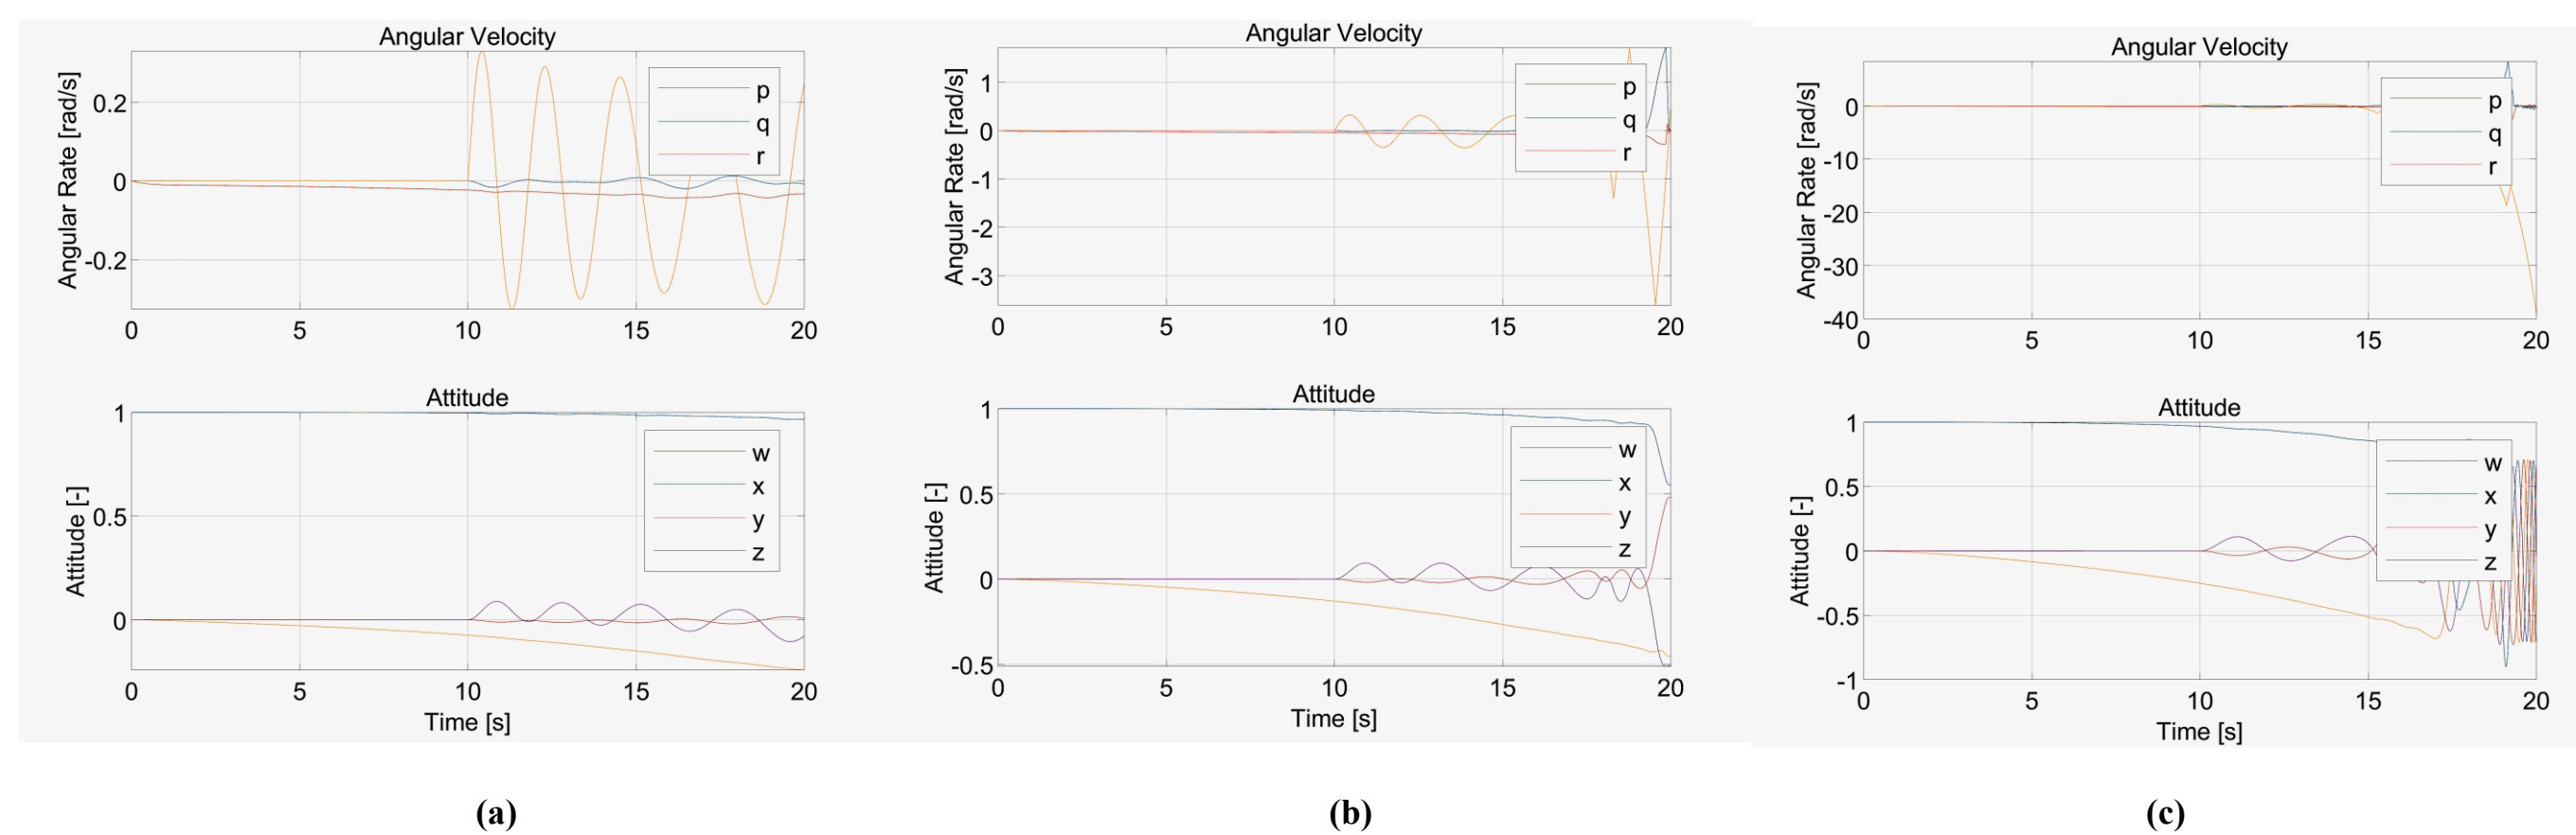 Angular Velocity
Angular Rate [rad/s]
0.2
0
-0.2
p
q
r
0 5 10 15 20
Attitude
Attitude [-]
1
0.5
0
w
x
y
z
0 5 10 15 20
Time [s]
(a)
Angular Velocity
Angular Rate [rad/s]
1
0
-1
-2
-3
p
q
r
0 5 10 15 20
Attitude
Attitude [-]
1
0.5
0
-0.5
w
x
y
z
0 5 10 15 20
Time [s]
(b)
Angular Velocity
Angular Rate [rad/s]
0
-10
-20
-30
-40
p
q
r
0 5 10 15 20
Attitude
Attitude [-]
1
0.5
0
-0.5
-1
w
x
y
z
0 5 10 15 20
Time [s]
(c)